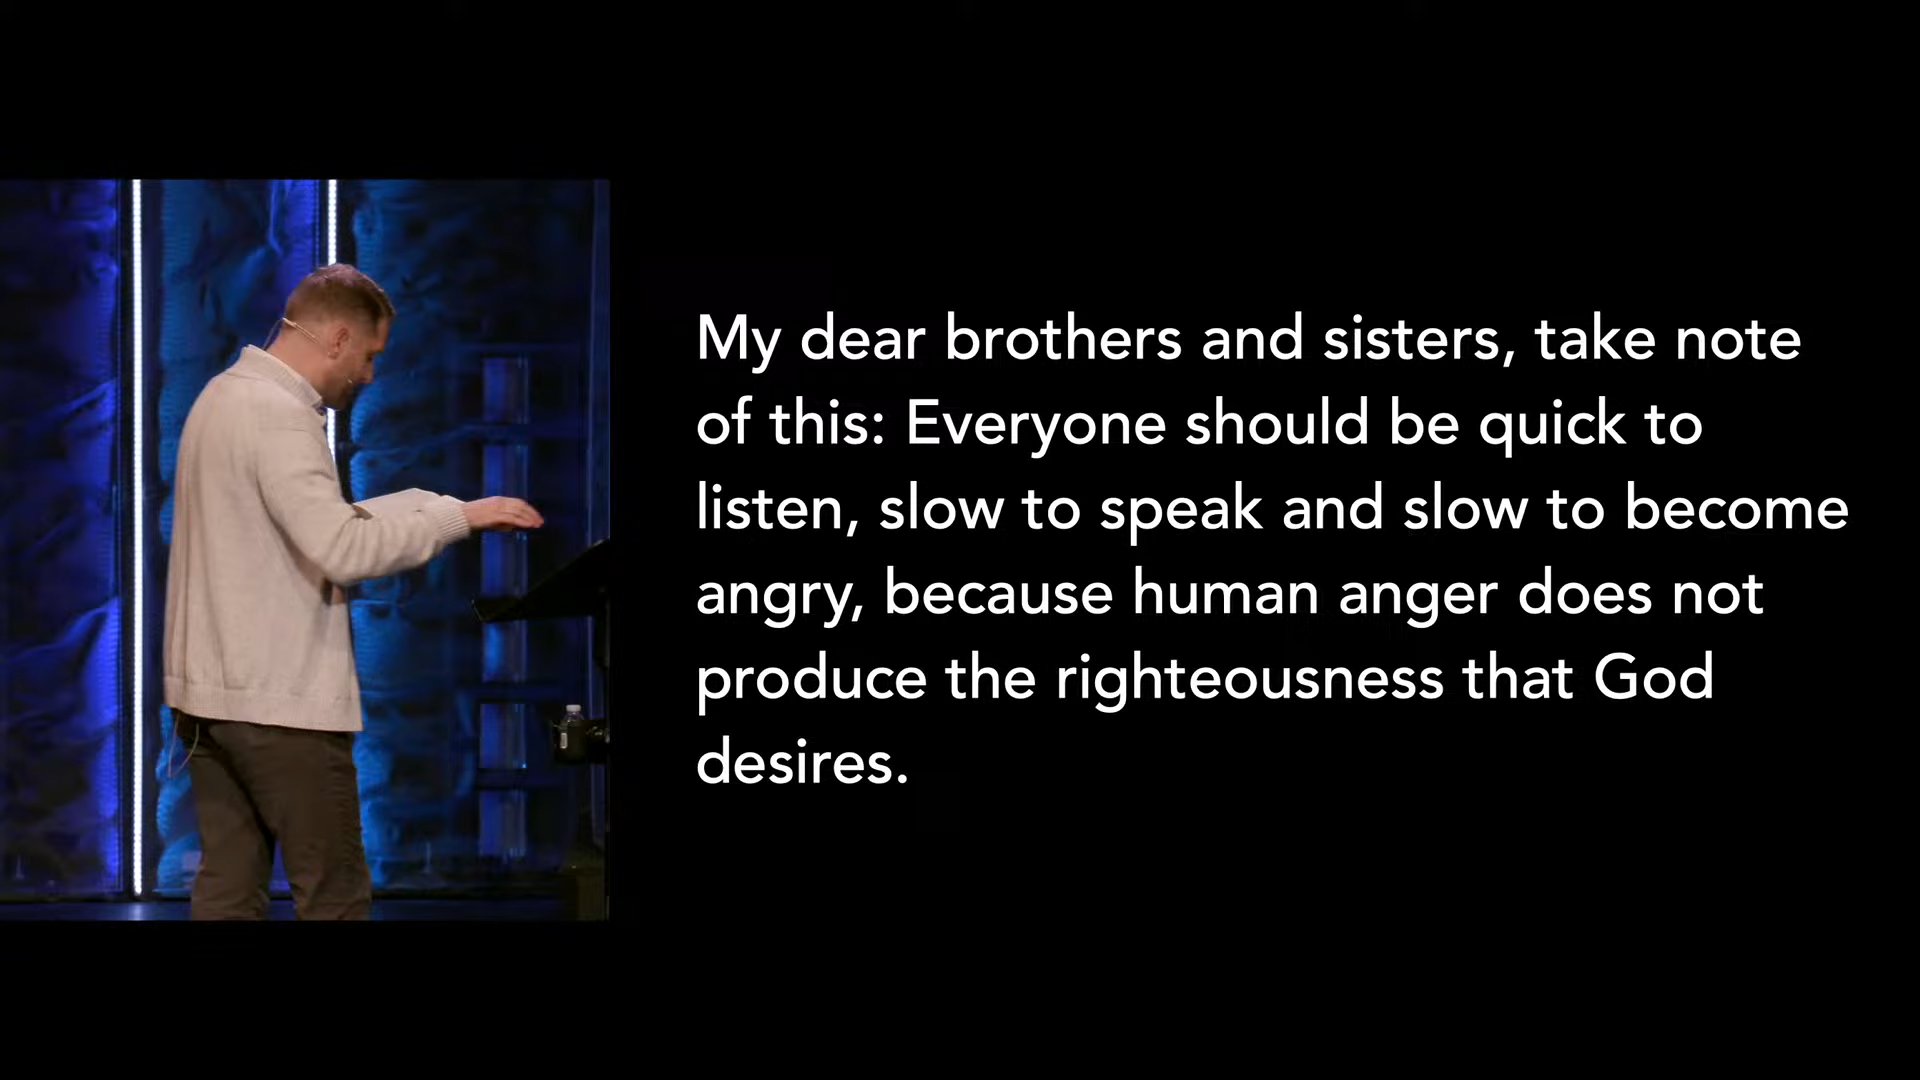 My dear brothers and sisters, take note
of this: Everyone should be quick to
listen, slow to speak and slow to become
angry, because human anger does not
produce the righteousness that God
desires.